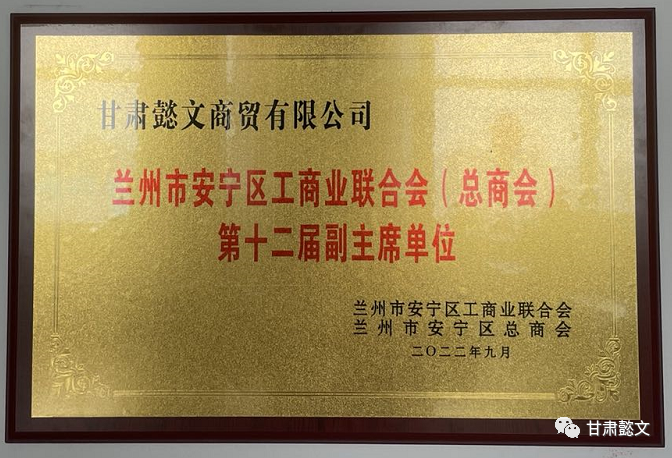 甘肃懿文商贸有限公司
兰州市安宁区工商业联合会（总商会）
第十二届副主席单位
兰州市安宁区工商业联合会
兰州市安宁区总商会
二〇二二年九月
甘肃懿文